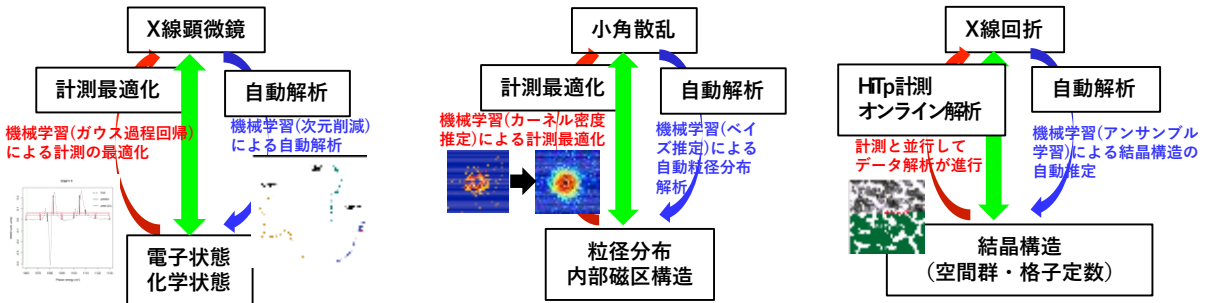 X線顕微鏡
計測最適化
自動解析
機械学習(ガウス過程回帰)
による計測の最適化
機械学習(次元削減)
による自動解析
電子状態
化学状態
小角散乱
計測最適化
自動解析
機械学習(カーネル密度
推定)による計測最適化
機械学習(ベイ
ズ推定)による
自動粒径分布
解析
粒径分布
内部磁区構造
X線回折
HTp計測
オンライン解析
自動解析
計測と並行して
データ解析が進行
機械学習(アンサンブル
学習)による結晶構造の
自動推定
結晶構造
(空間群・格子定数)